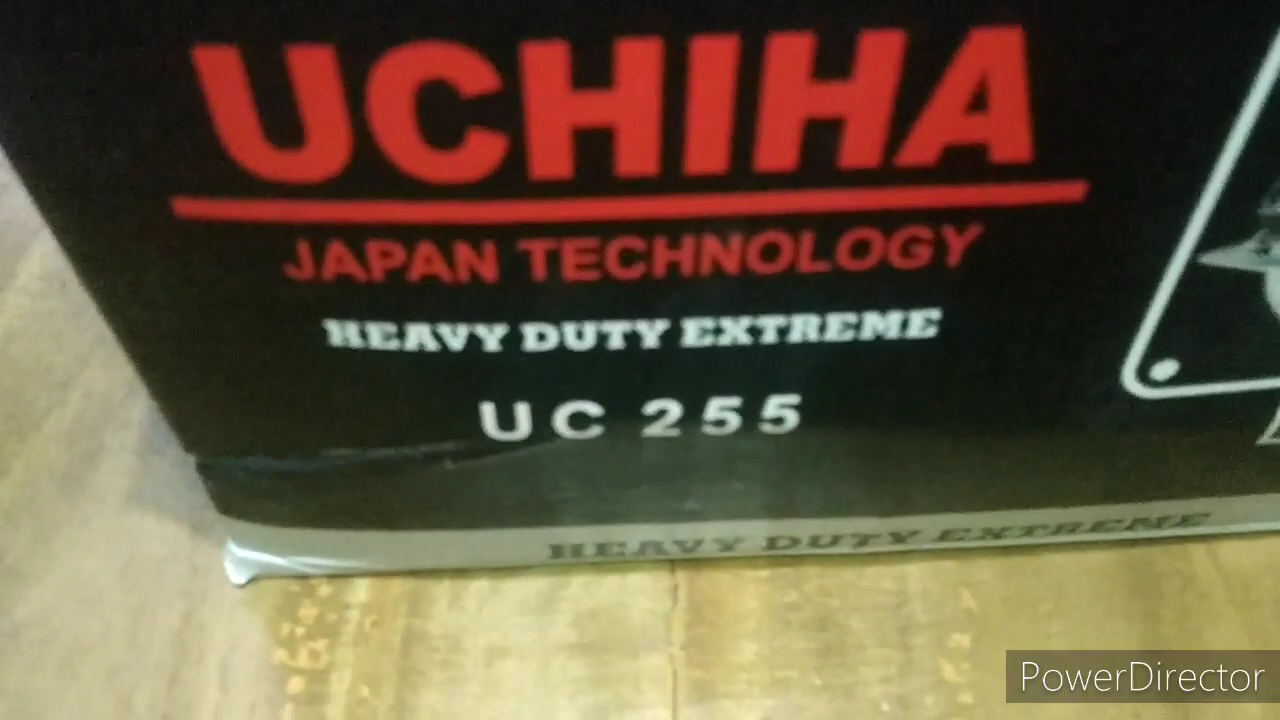 UCHIHA
JAPAN TECHNOLOGY
HEAVY DUTY EXTREME
UC 255
HEAVY DUTY EXTREME
PowerDirector